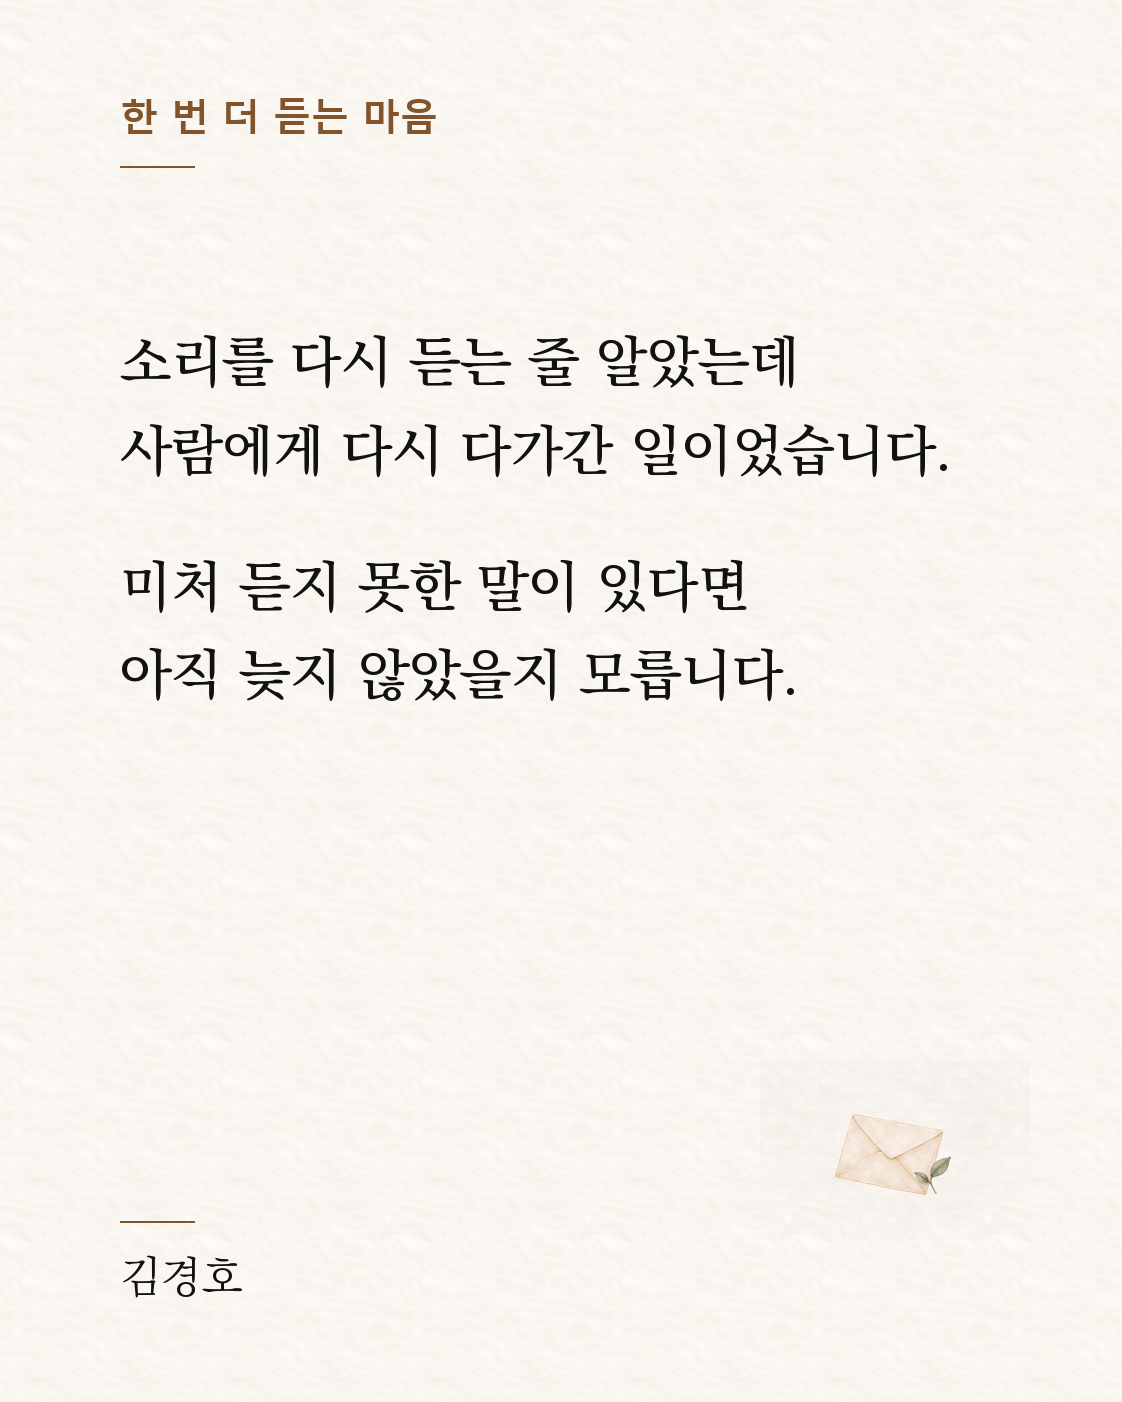 한 번 더 듣는 마음
소리를 다시 듣는 줄 알았는데
사람에게 다시 다가간 일이었습니다.
미처 듣지 못한 말이 있다면
아직 늦지 않았을지 모릅니다.
김경호